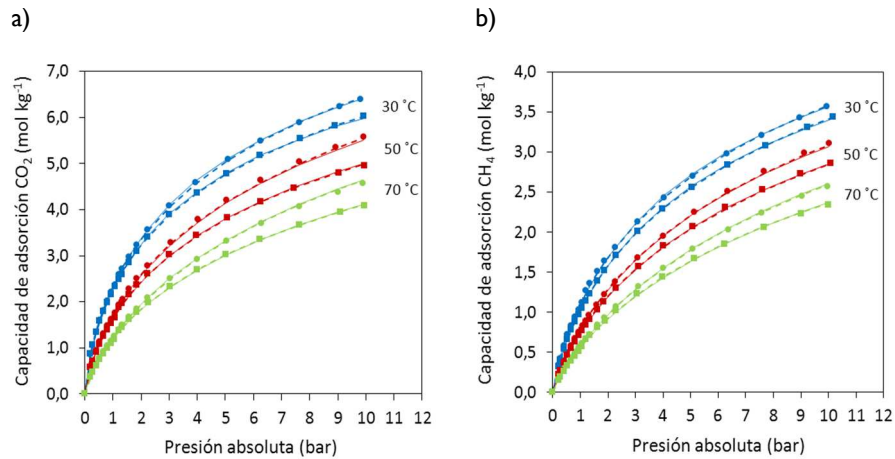 a)
Capacidad de adsorción CO₂ (mol kg⁻¹)
7,0
6,0
5,0
4,0
3,0
2,0
1,0
0,0
30 ˚C
50 ˚C
70 ˚C
0 1 2 3 4 5 6 7 8 9 10 11 12
Presión absoluta (bar)
b)
Capacidad de adsorción CH₄ (mol kg⁻¹)
4,0
3,5
3,0
2,5
2,0
1,5
1,0
0,5
0,0
30 ˚C
50 ˚C
70 ˚C
0 1 2 3 4 5 6 7 8 9 10 11 12
Presión absoluta (bar)